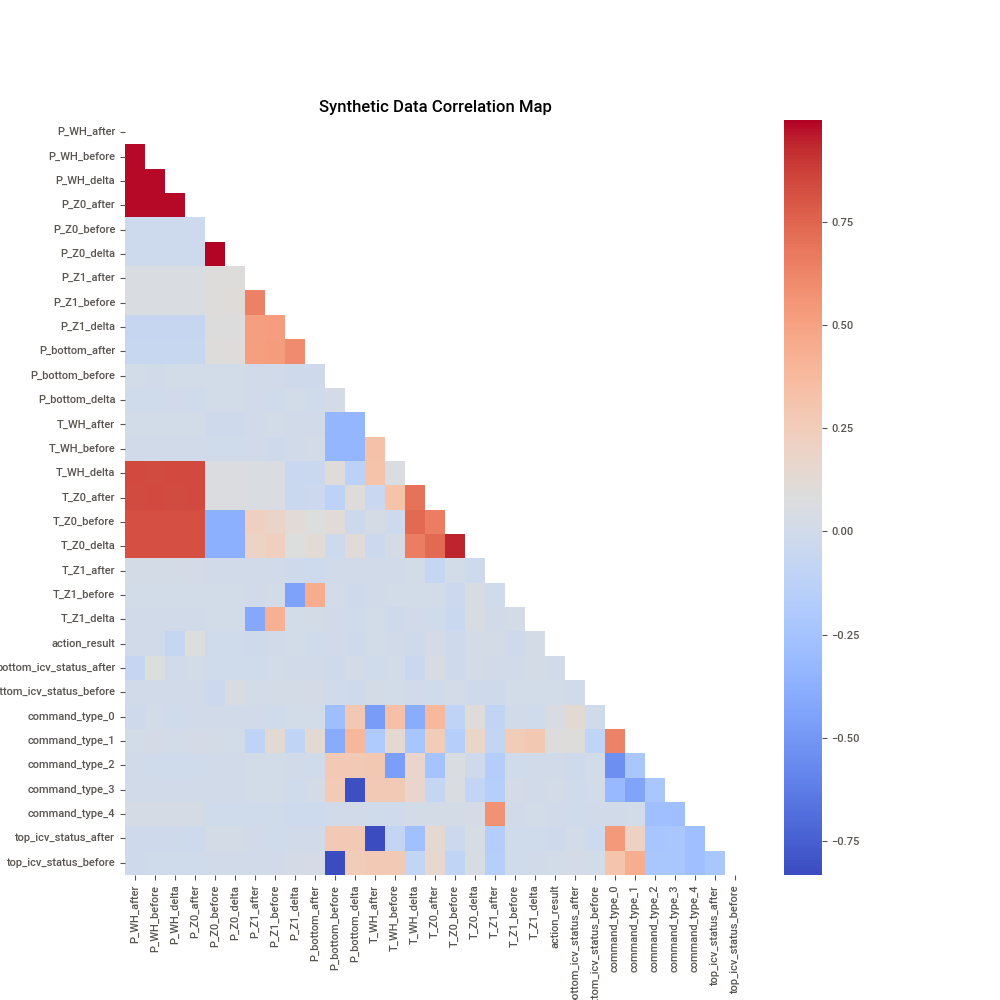 Synthetic Data Correlation Map
P_WH_after
P_WH_before
P_WH_delta
P_Z0_after
P_Z0_before
P_Z0_delta
P_Z1_after
P_Z1_before
P_Z1_delta
P_bottom_after
P_bottom_before
P_bottom_delta
T_WH_after
T_WH_before
T_WH_delta
T_Z0_after
T_Z0_before
T_Z0_delta
T_Z1_after
T_Z1_before
T_Z1_delta
action_result
ottom_icv_status_after
ttom_icv_status_before
command_type_0
command_type_1
command_type_2
command_type_3
command_type_4
top_icv_status_after
top_icv_status_before
P_WH_after
P_WH_before
P_WH_delta
P_Z0_after
P_Z0_before
P_Z0_delta
P_Z1_after
P_Z1_before
P_Z1_delta
P_bottom_after
P_bottom_before
P_bottom_delta
T_WH_after
T_WH_before
T_WH_delta
T_Z0_after
T_Z0_before
T_Z0_delta
T_Z1_after
T_Z1_before
T_Z1_delta
action_result
ottom_icv_status_after
tom_icv_status_before
command_type_0
command_type_1
command_type_2
command_type_3
command_type_4
top_icv_status_after
top_icv_status_before
0.75
0.50
0.25
0.00
−0.25
−0.50
−0.75